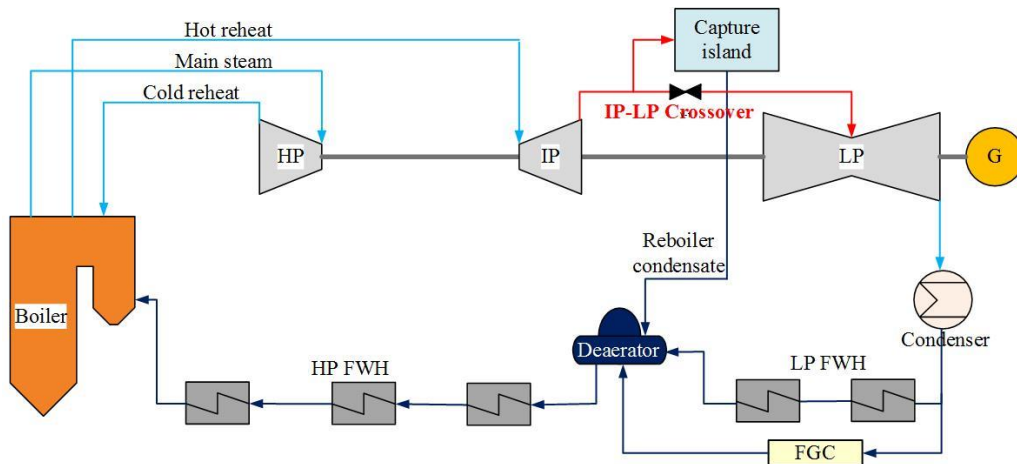 Hot reheat
Capture
island
Main steam
Cold reheat
IP-LP Crossover
HP
IP
LP
G
Reboiler
condensate
Boiler
Condenser
Deaerator
HP FWH
LP FWH
FGC